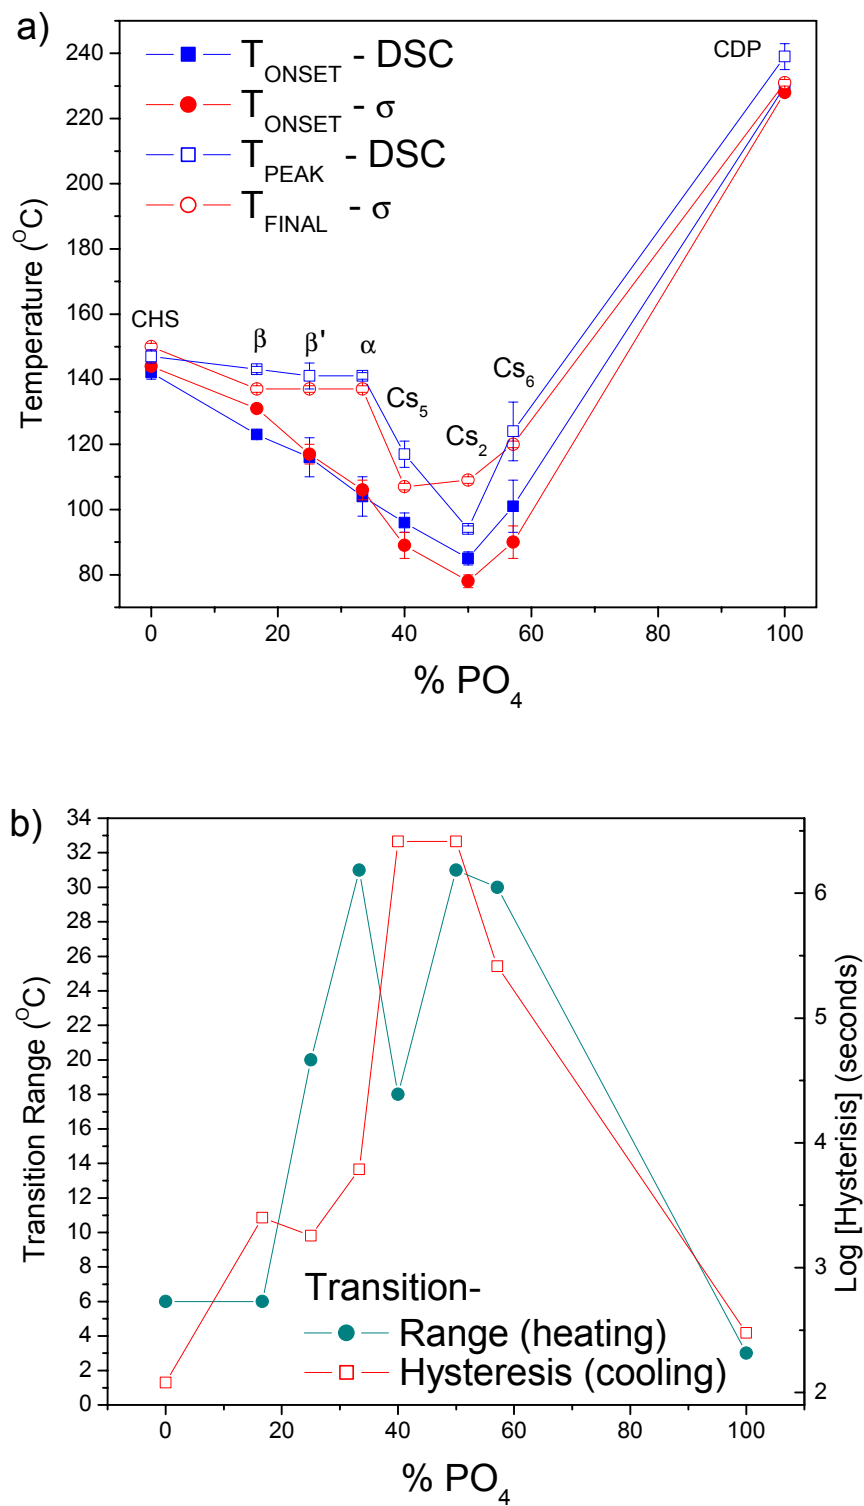 a)
T_ONSET - DSC
T_ONSET - σ
T_PEAK - DSC
T_FINAL - σ
CDP
CHS
β
β'
α
Cs5
Cs2
Cs6
240
220
200
180
160
140
120
100
80
Temperature (OC)
0
20
40
60
80
100
% PO4
b)
34
32
30
28
26
24
22
20
18
16
14
12
10
8
6
4
2
0
Transition Range (OC)
6
5
4
3
2
Log [Hysterisis] (seconds)
Transition-
Range (heating)
Hysteresis (cooling)
0
20
40
60
80
100
% PO4